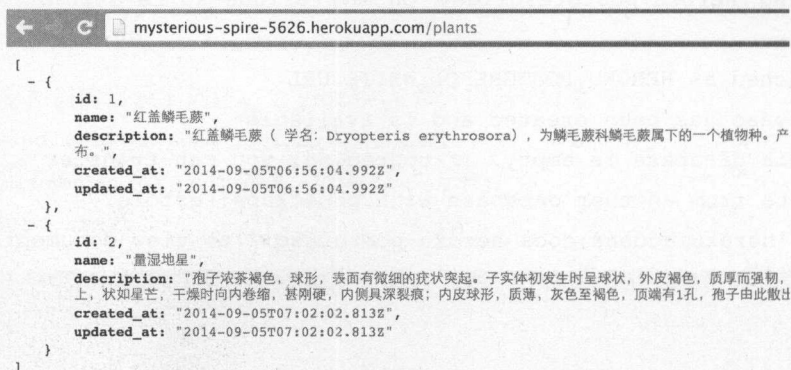 mysterious-spire-5626.herokuapp.com/plants
[
- {
id: 1,
name: "红盖鳞毛蕨",
description: "红盖鳞毛蕨（ 学名: Dryopteris erythrosora），为鳞毛蕨科鳞毛蕨属下的一个植物种。产
布。",
created_at: "2014-09-05T06:56:04.992Z",
updated_at: "2014-09-05T06:56:04.992Z"
},
- {
id: 2,
name: "量湿地星",
description: "孢子浓茶褐色，球形，表面有微细的疣状突起。子实体初发生时呈球状，外皮褐色，质厚而强韧，
上，状如星芒，干燥时向内卷缩，甚刚硬，内侧具深裂痕；内皮球形，质薄，灰色至褐色，顶端有1孔，孢子由此散出
created_at: "2014-09-05T07:02:02.813Z",
updated_at: "2014-09-05T07:02:02.813Z"
}
]